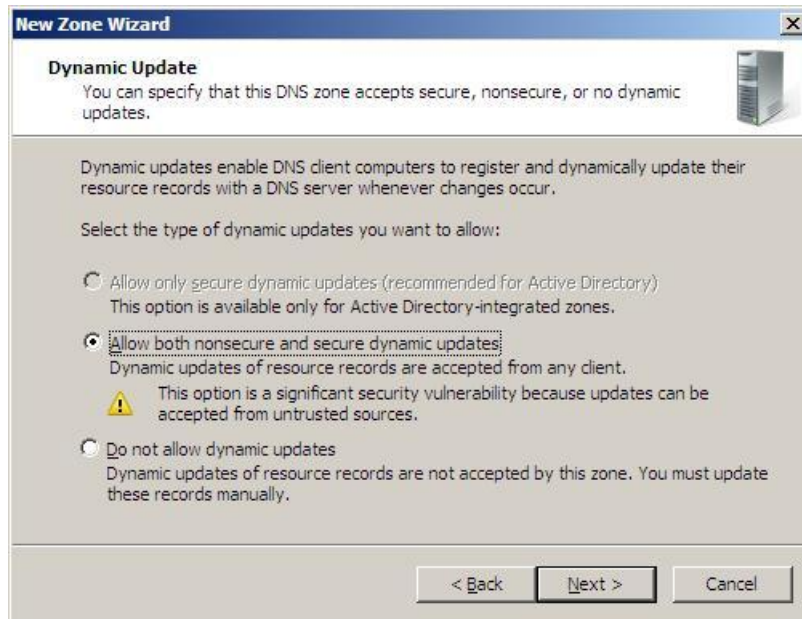 New Zone Wizard
Dynamic Update
You can specify that this DNS zone accepts secure, nonsecure, or no dynamic
updates.
Dynamic updates enable DNS client computers to register and dynamically update their
resource records with a DNS server whenever changes occur.
Select the type of dynamic updates you want to allow:
Allow only secure dynamic updates (recommended for Active Directory)
This option is available only for Active Directory-integrated zones.
Allow both nonsecure and secure dynamic updates
Dynamic updates of resource records are accepted from any client.
This option is a significant security vulnerability because updates can be
accepted from untrusted sources.
Do not allow dynamic updates
Dynamic updates of resource records are not accepted by this zone. You must update
these records manually.
< Back Next > Cancel